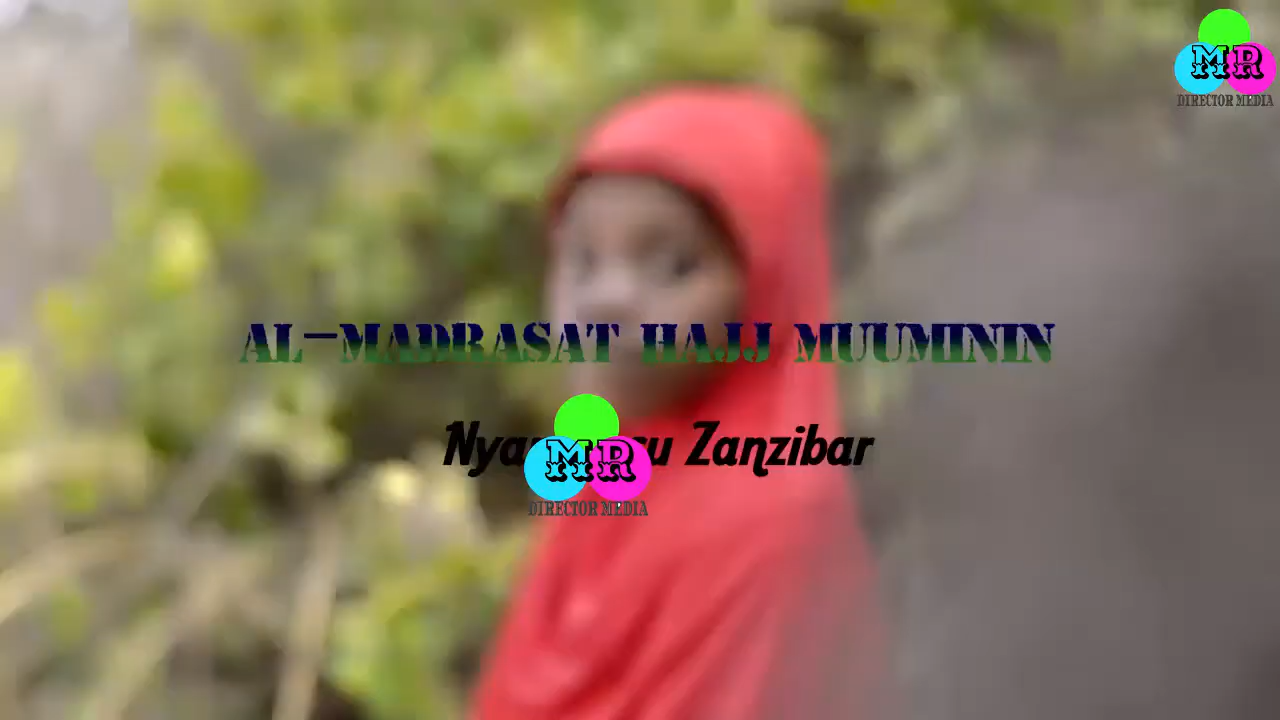 MR
DIRECTOR MEDIA
AL-MADRASAT HAJJ MUUMININ
Zanzibar
MR
DIRECTOR MEDIA